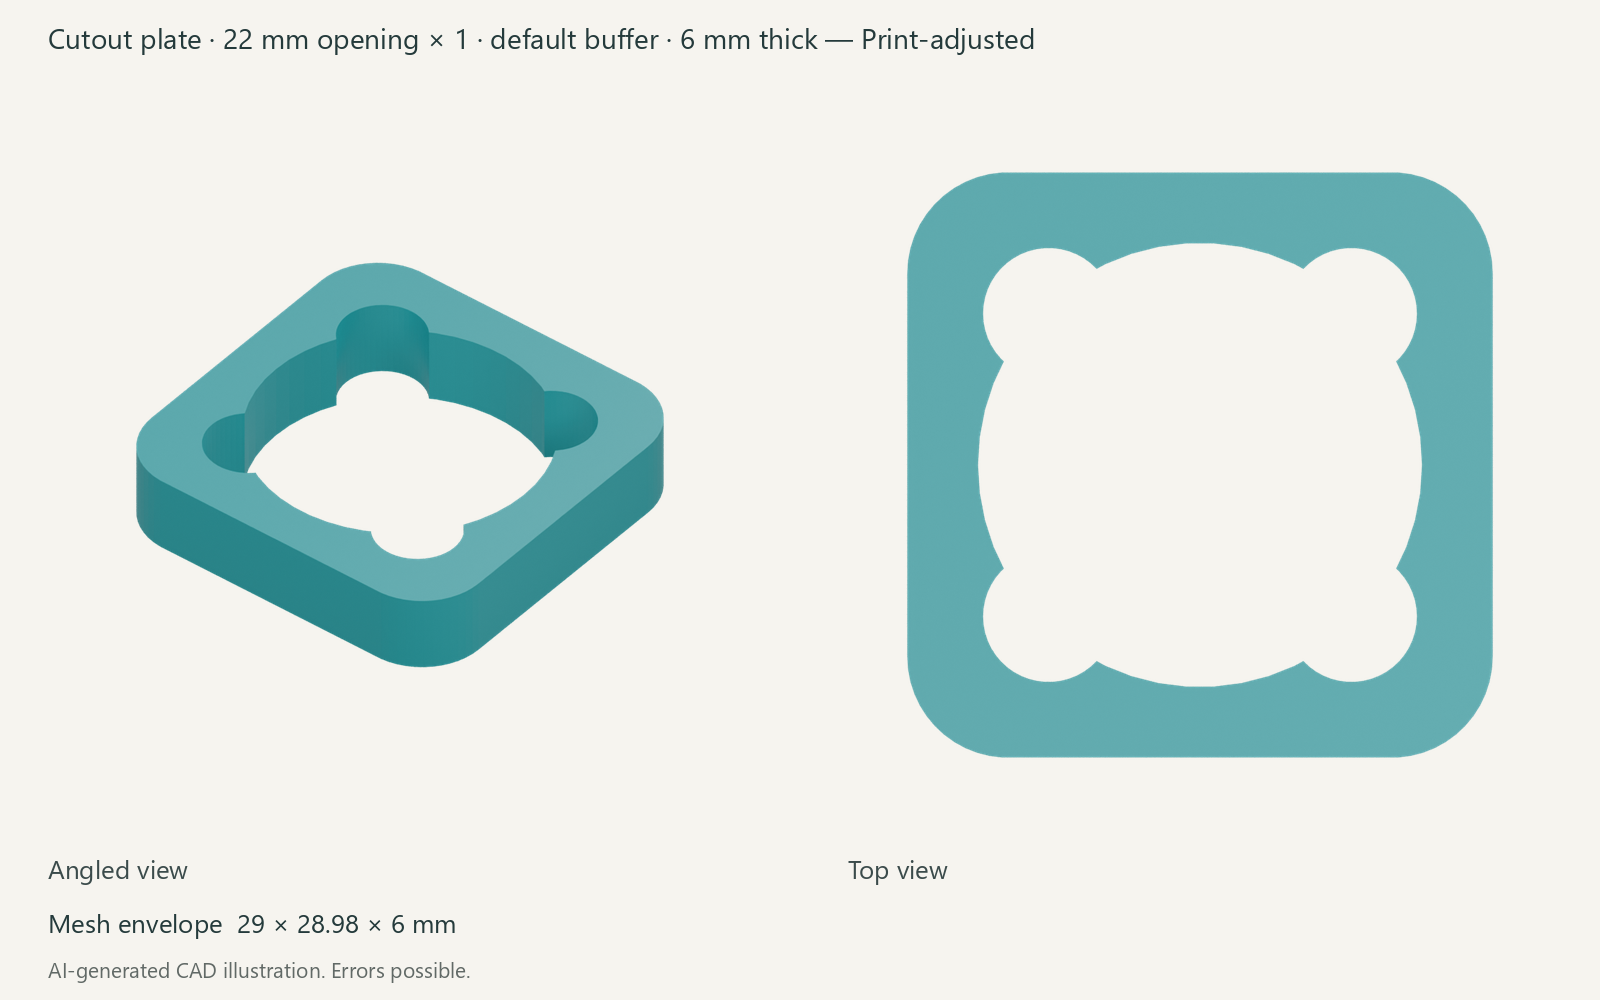 Cutout plate · 22 mm opening × 1 · default buffer · 6 mm thick — Print-adjusted
Angled view
Top view
Mesh envelope 29 × 28.98 × 6 mm
AI-generated CAD illustration. Errors possible.